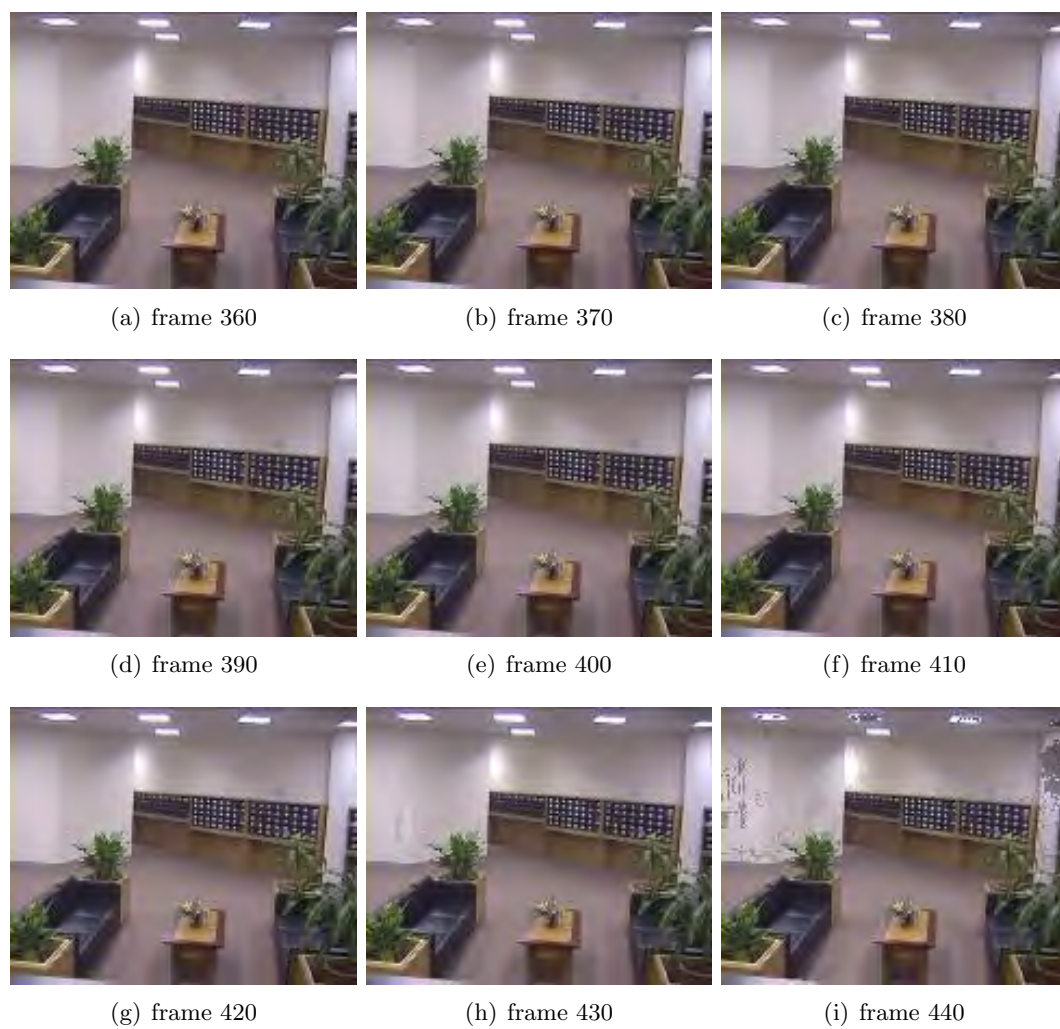 (a) frame 360
(b) frame 370
(c) frame 380
(d) frame 390
(e) frame 400
(f) frame 410
(g) frame 420
(h) frame 430
(i) frame 440